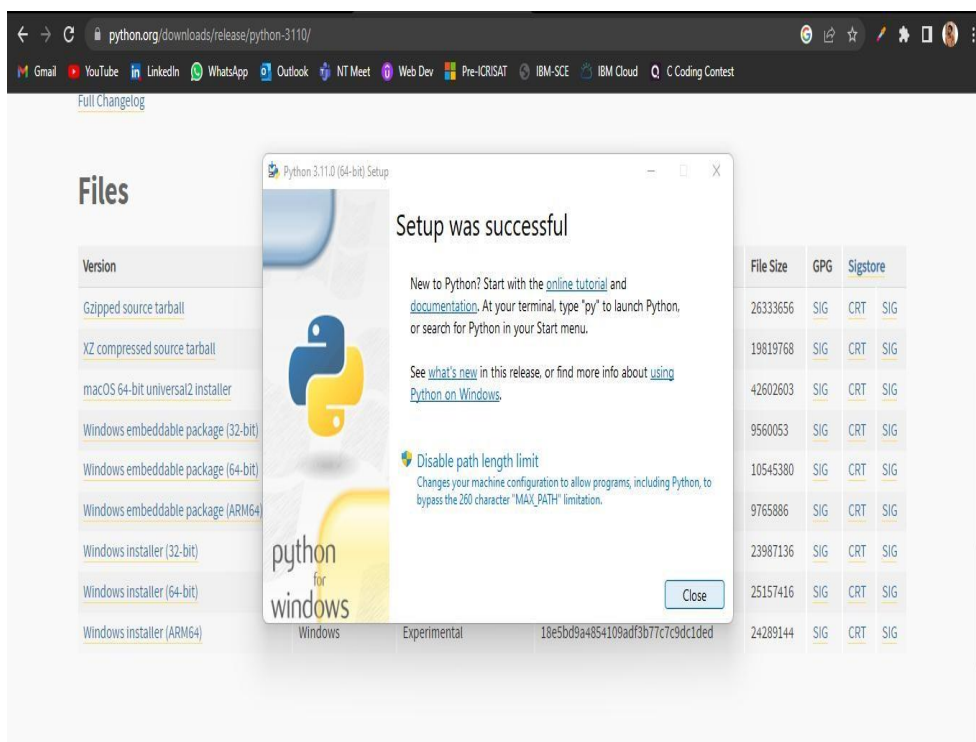 python.org/downloads/release/python-3110/
Gmail YouTube LinkedIn WhatsApp Outlook NT Meet Web Dev Pre-ICRISAT IBM-SCE IBM Cloud C Coding Contest
Full Changelog
Files
Python 3.11.0 (64-bit) Setup
Setup was successful
New to Python? Start with the online tutorial and
documentation. At your terminal, type "py" to launch Python,
or search for Python in your Start menu.
See what's new in this release, or find more info about using
Python on Windows.
Disable path length limit
Changes your machine configuration to allow programs, including Python, to
bypass the 260 character "MAX_PATH" limitation.
python
for
windows
Close
Version File Size GPG Sigstore
Gzipped source tarball 26333656 SIG CRT SIG
XZ compressed source tarball 19819768 SIG CRT SIG
macOS 64-bit universal2 installer 42602603 SIG CRT SIG
Windows embeddable package (32-bit) 9560053 SIG CRT SIG
Windows embeddable package (64-bit) 10545380 SIG CRT SIG
Windows embeddable package (ARM64) 9765886 SIG CRT SIG
Windows installer (32-bit) 23987136 SIG CRT SIG
Windows installer (64-bit) 25157416 SIG CRT SIG
Windows installer (ARM64) Windows Experimental 18e5bd9a4854109adf3b77c7c9dc1ded 24289144 SIG CRT SIG